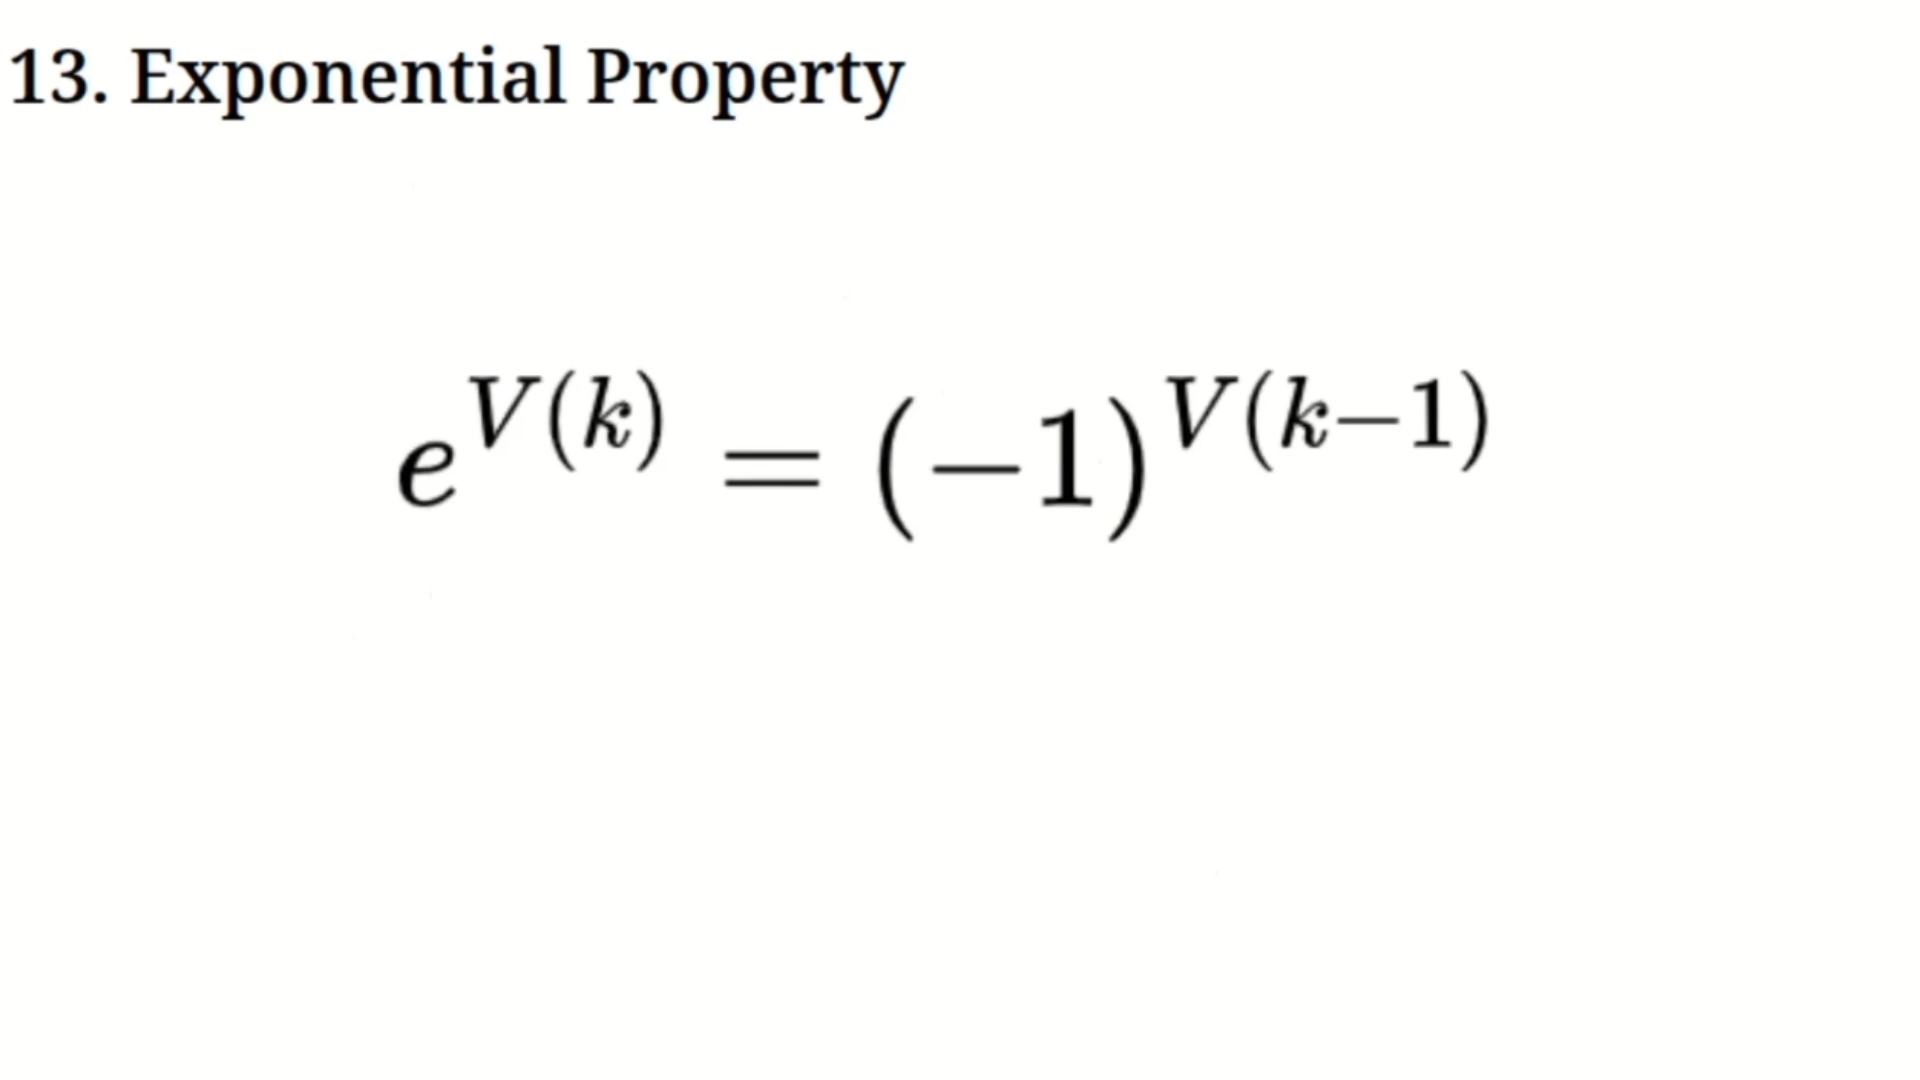 13. Exponential Property
e^{V(k)} = (-1)^{V(k-1)}